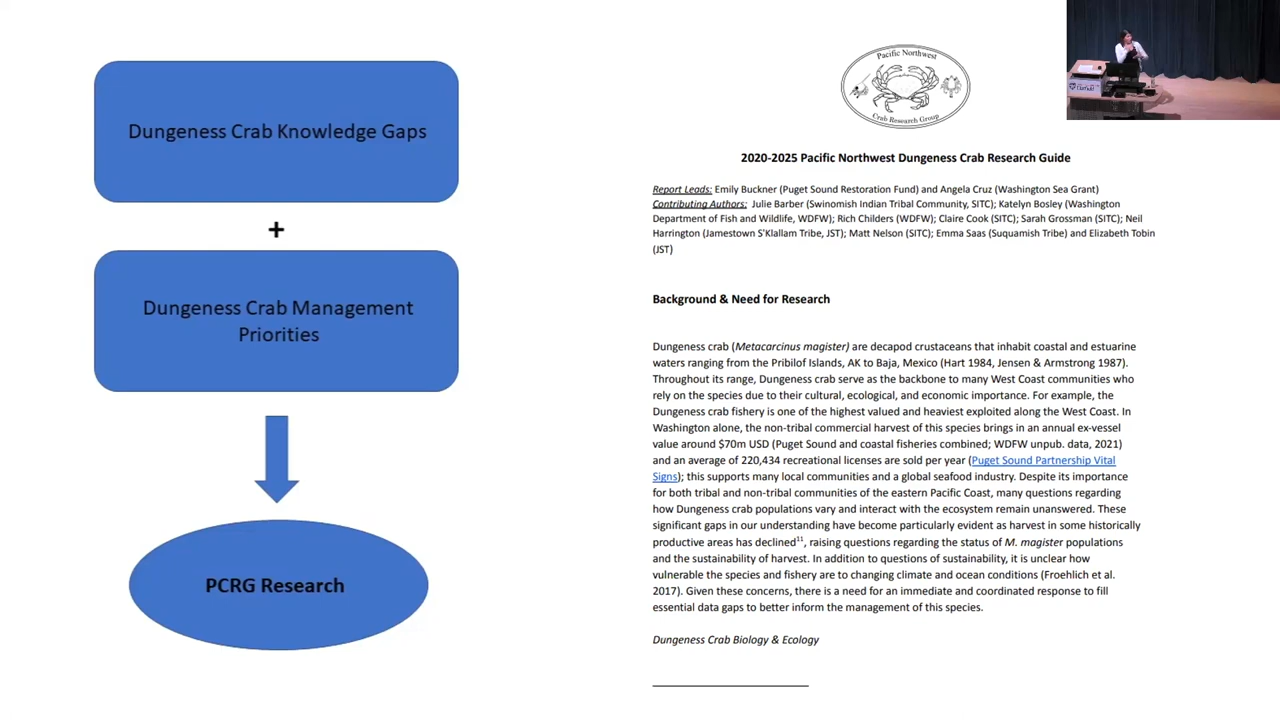 Dungeness Crab Knowledge Gaps
+
Dungeness Crab Management
Priorities
PCRG Research
Pacific Northwest
Crab Research Group
2020-2025 Pacific Northwest Dungeness Crab Research Guide
Report Leads: Emily Buckner (Puget Sound Restoration Fund) and Angela Cruz (Washington Sea Grant)
Contributing Authors: Julie Barber (Swinomish Indian Tribal Community, SITC); Katelyn Bosley (Washington
Department of Fish and Wildlife, WDFW); Rich Childers (WDFW); Claire Cook (SITC); Sarah Grossman (SITC); Neil
Harrington (Jamestown S'Klallam Tribe, JST); Matt Nelson (SITC); Emma Saas (Suquamish Tribe) and Elizabeth Tobin
(JST)
Background & Need for Research
Dungeness crab (Metacarcinus magister) are decapod crustaceans that inhabit coastal and estuarine
waters ranging from the Pribilof Islands, AK to Baja, Mexico (Hart 1984, Jensen & Armstrong 1987).
Throughout its range, Dungeness crab serve as the backbone to many West Coast communities who
rely on the species due to their cultural, ecological, and economic importance. For example, the
Dungeness crab fishery is one of the highest valued and heaviest exploited along the West Coast. In
Washington alone, the non-tribal commercial harvest of this species brings in an annual ex-vessel
value around $70m USD (Puget Sound and coastal fisheries combined; WDFW unpub. data, 2021)
and an average of 220,434 recreational licenses are sold per year (Puget Sound Partnership Vital
Signs); this supports many local communities and a global seafood industry. Despite its importance
for both tribal and non-tribal communities of the eastern Pacific Coast, many questions regarding
how Dungeness crab populations vary and interact with the ecosystem remain unanswered. These
significant gaps in our understanding have become particularly evident as harvest in some historically
productive areas has declined¹¹, raising questions regarding the status of M. magister populations
and the sustainability of harvest. In addition to questions of sustainability, it is unclear how
vulnerable the species and fishery are to changing climate and ocean conditions (Froehlich et al.
2017). Given these concerns, there is a need for an immediate and coordinated response to fill
essential data gaps to better inform the management of this species.
Dungeness Crab Biology & Ecology